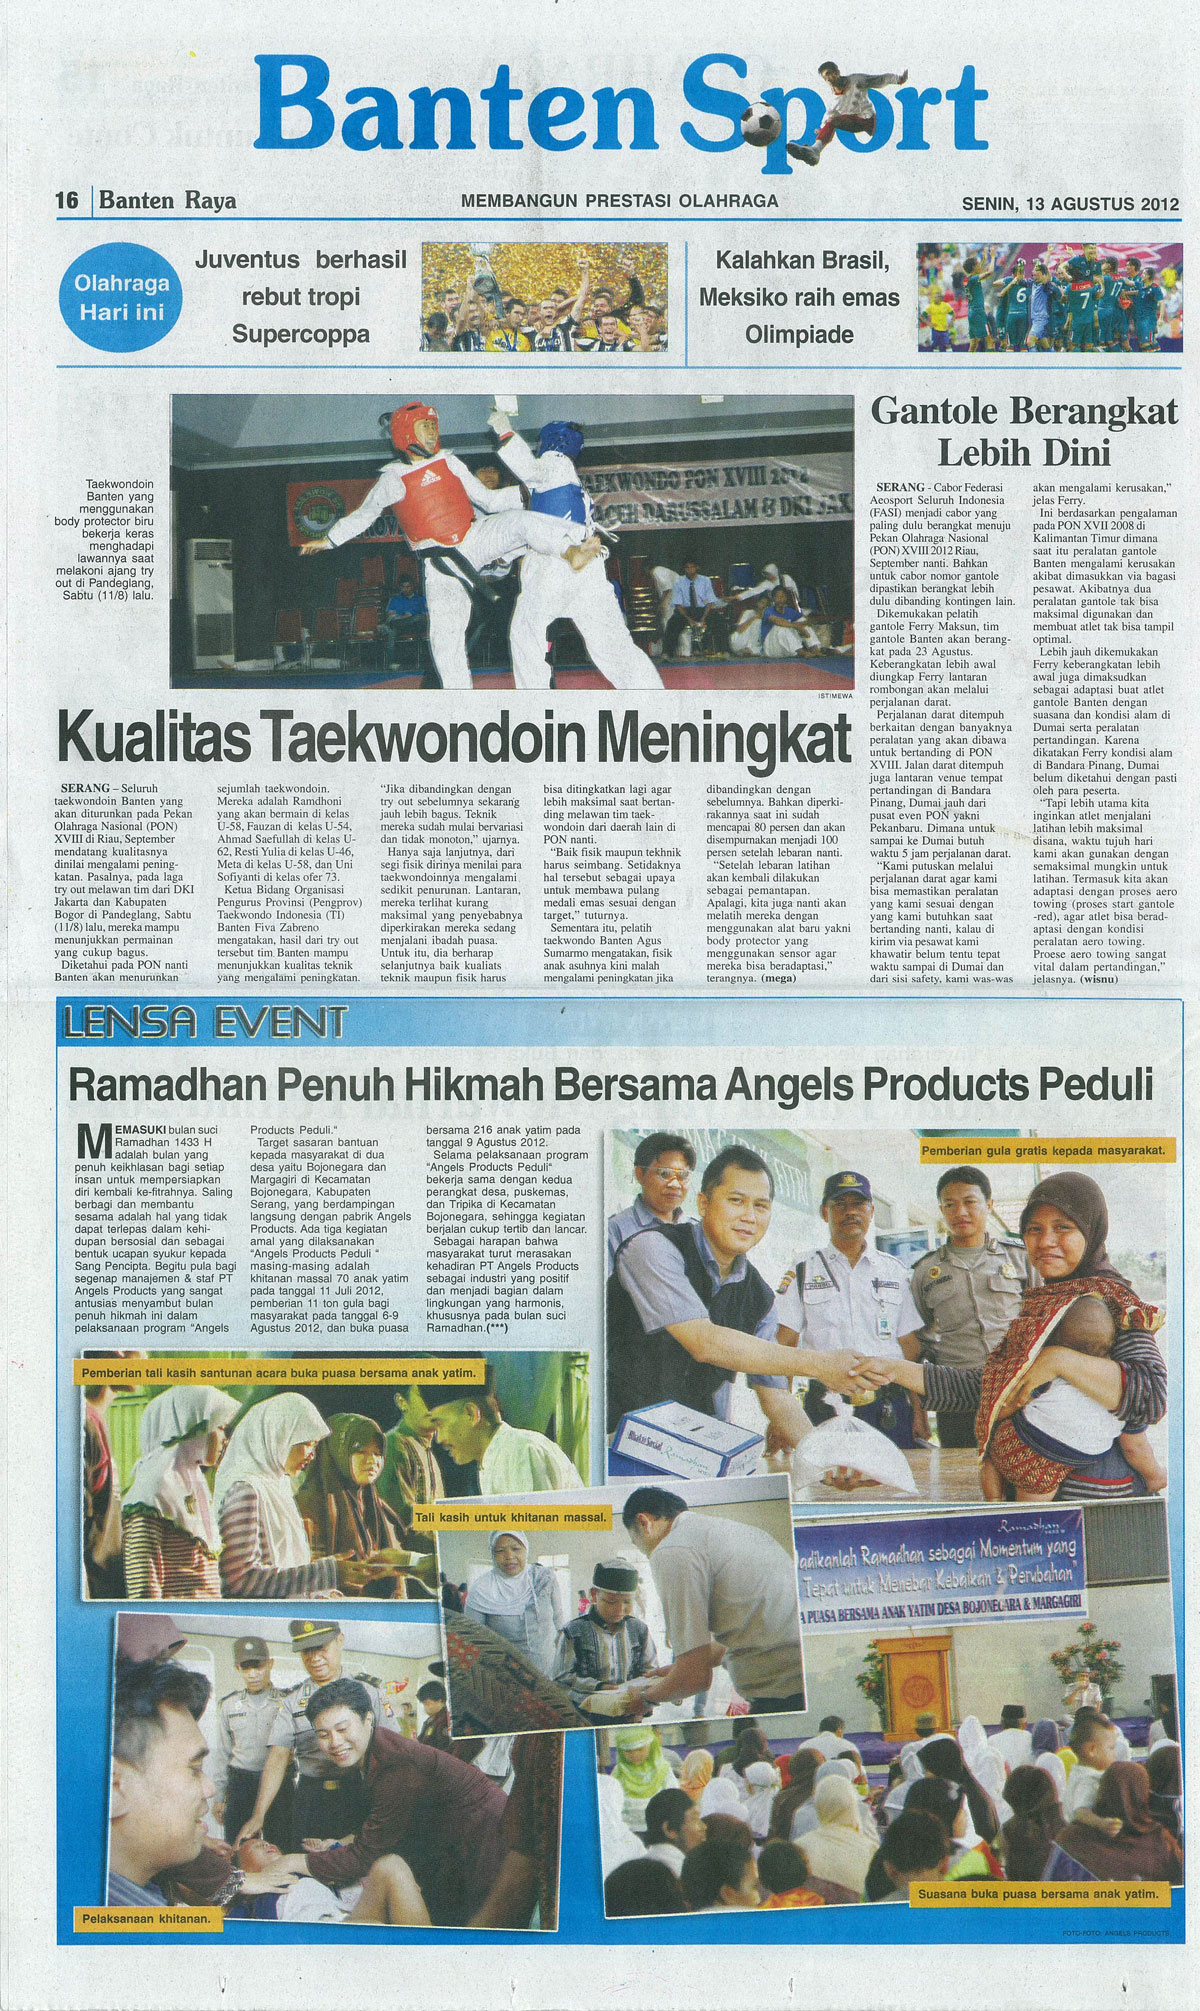 Banten Sport
16 Banten Raya
MEMBANGUN PRESTASI OLAHRAGA
SENIN, 13 AGUSTUS 2012
Olahraga
Hari ini
Juventus berhasil
rebut tropi
Supercoppa
Kalahkan Brasil,
Meksiko raih emas
Olimpiade
Taekwondoin
Banten yang
menggunakan
body protector biru
bekerja keras
menghadapi
lawannya saat
melakoni ajang try
out di Pandeglang,
Sabtu (11/8) lalu.
TAEKWONDO PON XVIII 2012
ACEH DARUSSALAM & DKI JAK
ISTIMEWA
Kualitas Taekwondoin Meningkat
SERANG – Seluruh
taekwondoin Banten yang
akan diturunkan pada Pekan
Olahraga Nasional (PON)
XVIII di Riau, September
mendatang kualitasnya
dinilai mengalami pening-
katan. Pasalnya, pada laga
try out melawan tim dari DKI
Jakarta dan Kabupaten
Bogor di Pandeglang, Sabtu
(11/8) lalu, mereka mampu
menunjukkan permainan
yang cukup bagus.
Diketahui pada PON nanti
Banten akan menurunkan
sejumlah taekwondoin.
Mereka adalah Ramdhoni
yang akan bermain di kelas
U-58, Fauzan di kelas U-54,
Ahmad Saefullah di kelas U-
62, Resti Yulia di kelas U-46,
Meta di kelas U-58, dan Uni
Sofiyanti di kelas ofer 73.
Ketua Bidang Organisasi
Pengurus Provinsi (Pengprov)
Taekwondo Indonesia (TI)
Banten Fiva Zabreno
mengatakan, hasil dari try out
tersebut tim Banten mampu
menunjukkan kualitas teknik
yang mengalami peningkatan.
“Jika dibandingkan dengan
try out sebelumnya sekarang
jauh lebih bagus. Teknik
mereka sudah mulai bervariasi
dan tidak monoton,” ujarnya.
Hanya saja lanjutnya, dari
segi fisik dirinya menilai para
taekwondoinnya mengalami
sedikit penurunan. Lantaran,
mereka terlihat kurang
maksimal yang penyebabnya
diperkirakan mereka sedang
menjalani ibadah puasa.
Untuk itu, dia berharap
selanjutnya baik kualiats
teknik maupun fisik harus
bisa ditingkatkan lagi agar
lebih maksimal saat bertan-
ding melawan tim taek-
wondoin dari daerah lain di
PON nanti.
“Baik fisik maupun tekhnik
harus seimbang. Setidaknya
hal tersebut sebagai upaya
untuk membawa pulang
medali emas sesuai dengan
target,” tuturnya.
Sementara itu, pelatih
taekwondo Banten Agus
Sumarmo mengatakan, fisik
anak asuhnya kini malah
mengalami peningkatan jika
dibandingkan dengan
sebelumnya. Bahkan diperki-
rakannya saat ini sudah
mencapai 80 persen dan akan
disempurnakan menjadi 100
persen setelah lebaran nanti.
“Setelah lebaran latihan
akan kembali dilakukan
sebagai pemantapan.
Apalagi, kita juga nanti akan
melatih mereka dengan
menggunakan alat baru yakni
body protector yang
menggunakan sensor agar
mereka bisa beradaptasi,”
terangnya. (mega)
Gantole Berangkat
Lebih Dini
SERANG - Cabor Federasi
Aeosport Seluruh Indonesia
(FASI) menjadi cabor yang
paling dulu berangkat menuju
Pekan Olahraga Nasional
(PON) XVIII 2012 Riau,
September nanti. Bahkan
untuk cabor nomor gantole
dipastikan berangkat lebih
dulu dibanding kontingen lain.
Dikemukakan pelatih
gantole Ferry Maksun, tim
gantole Banten akan berang-
kat pada 23 Agustus.
Keberangkatan lebih awal
diungkap Ferry lantaran
rombongan akan melalui
perjalanan darat.
Perjalanan darat ditempuh
berkaitan dengan banyaknya
peralatan yang akan dibawa
untuk bertanding di PON
XVIII. Jalan darat ditempuh
juga lantaran venue tempat
pertandingan di Bandara
Pinang, Dumai jauh dari
pusat even PON yakni
Pekanbaru. Dimana untuk
sampai ke Dumai butuh
waktu 5 jam perjalanan darat.
“Kami putuskan melalui
perjalanan darat agar kami
bisa memastikan peralatan
yang kami sesuai dengan
yang kami butuhkan saat
bertanding nanti, kalau di
kirim via pesawat kami
khawatir belum tentu tepat
waktu sampai di Dumai dan
dari sisi safety, kami was-was
akan mengalami kerusakan,”
jelas Ferry.
Ini berdasarkan pengalaman
pada PON XVII 2008 di
Kalimantan Timur dimana
saat itu peralatan gantole
Banten mengalami kerusakan
akibat dimasukkan via bagasi
pesawat. Akibatnya dua
peralatan gantole tak bisa
maksimal digunakan dan
membuat atlet tak bisa tampil
optimal.
Lebih jauh dikemukakan
Ferry keberangkatan lebih
awal juga dimaksudkan
sebagai adaptasi buat atlet
gantole Banten dengan
suasana dan kondisi alam di
Dumai serta peralatan
pertandingan. Karena
dikatakan Ferry kondisi alam
di Bandara Pinang, Dumai
belum diketahui dengan pasti
oleh para peserta.
“Tapi lebih utama kita
inginkan atlet menjalani
latihan lebih maksimal
disana, waktu tujuh hari
kami akan gunakan dengan
semaksimal mungkin untuk
latihan. Termasuk kita akan
adaptasi dengan proses aero
towing (proses start gantole
-red), agar atlet bisa berad-
aptasi dengan kondisi
peralatan aero towing.
Proese aero towing sangat
vital dalam pertandingan,”
jelasnya. (wisnu)
LENSA EVENT
Ramadhan Penuh Hikmah Bersama Angels Products Peduli
MEMASUKI bulan suci
Ramadhan 1433 H
adalah bulan yang
penuh keikhlasan bagi setiap
insan untuk mempersiapkan
diri kembali ke-fitrahnya. Saling
berbagi dan membantu
sesama adalah hal yang tidak
dapat terlepas dalam kehi-
dupan bersosial dan sebagai
bentuk ucapan syukur kepada
Sang Pencipta. Begitu pula bagi
segenap manajemen & staf PT
Angels Products yang sangat
antusias menyambut bulan
penuh hikmah ini dalam
pelaksanaan program “Angels
Products Peduli.“
Target sasaran bantuan
kepada masyarakat di dua
desa yaitu Bojonegara dan
Margagiri di Kecamatan
Bojonegara, Kabupaten
Serang, yang berdampingan
langsung dengan pabrik Angels
Products. Ada tiga kegiatan
amal yang dilaksanakan
“Angels Products Peduli “
masing-masing adalah
khitanan massal 70 anak yatim
pada tanggal 11 Juli 2012,
pemberian 11 ton gula bagi
masyarakat pada tanggal 6-9
Agustus 2012, dan buka puasa
bersama 216 anak yatim pada
tanggal 9 Agustus 2012.
Selama pelaksanaan program
“Angels Products Peduli“
bekerja sama dengan kedua
perangkat desa, puskemas,
dan Tripika di Kecamatan
Bojonegara, sehingga kegiatan
berjalan cukup tertib dan lancar.
Sebagai harapan bahwa
masyarakat turut merasakan
kehadiran PT Angels Products
sebagai industri yang positif
dan menjadi bagian dalam
lingkungan yang harmonis,
khususnya pada bulan suci
Ramadhan.(***)
Pemberian gula gratis kepada masyarakat.
Bhakti Sosial
Ramadhan
Pemberian tali kasih santunan acara buka puasa bersama anak yatim.
Tali kasih untuk khitanan massal.
Ramadhan
adikanlah Ramadhan sebagai Momentum yang
Tepat untuk Menebar Kebaikan & Perubahan"
A PUASA BERSAMA ANAK YATIM DESA BOJONEGARA & MARGAGIRI
Pelaksanaan khitanan.
Suasana buka puasa bersama anak yatim.
FOTO-FOTO: ANGELS PRODUCTS